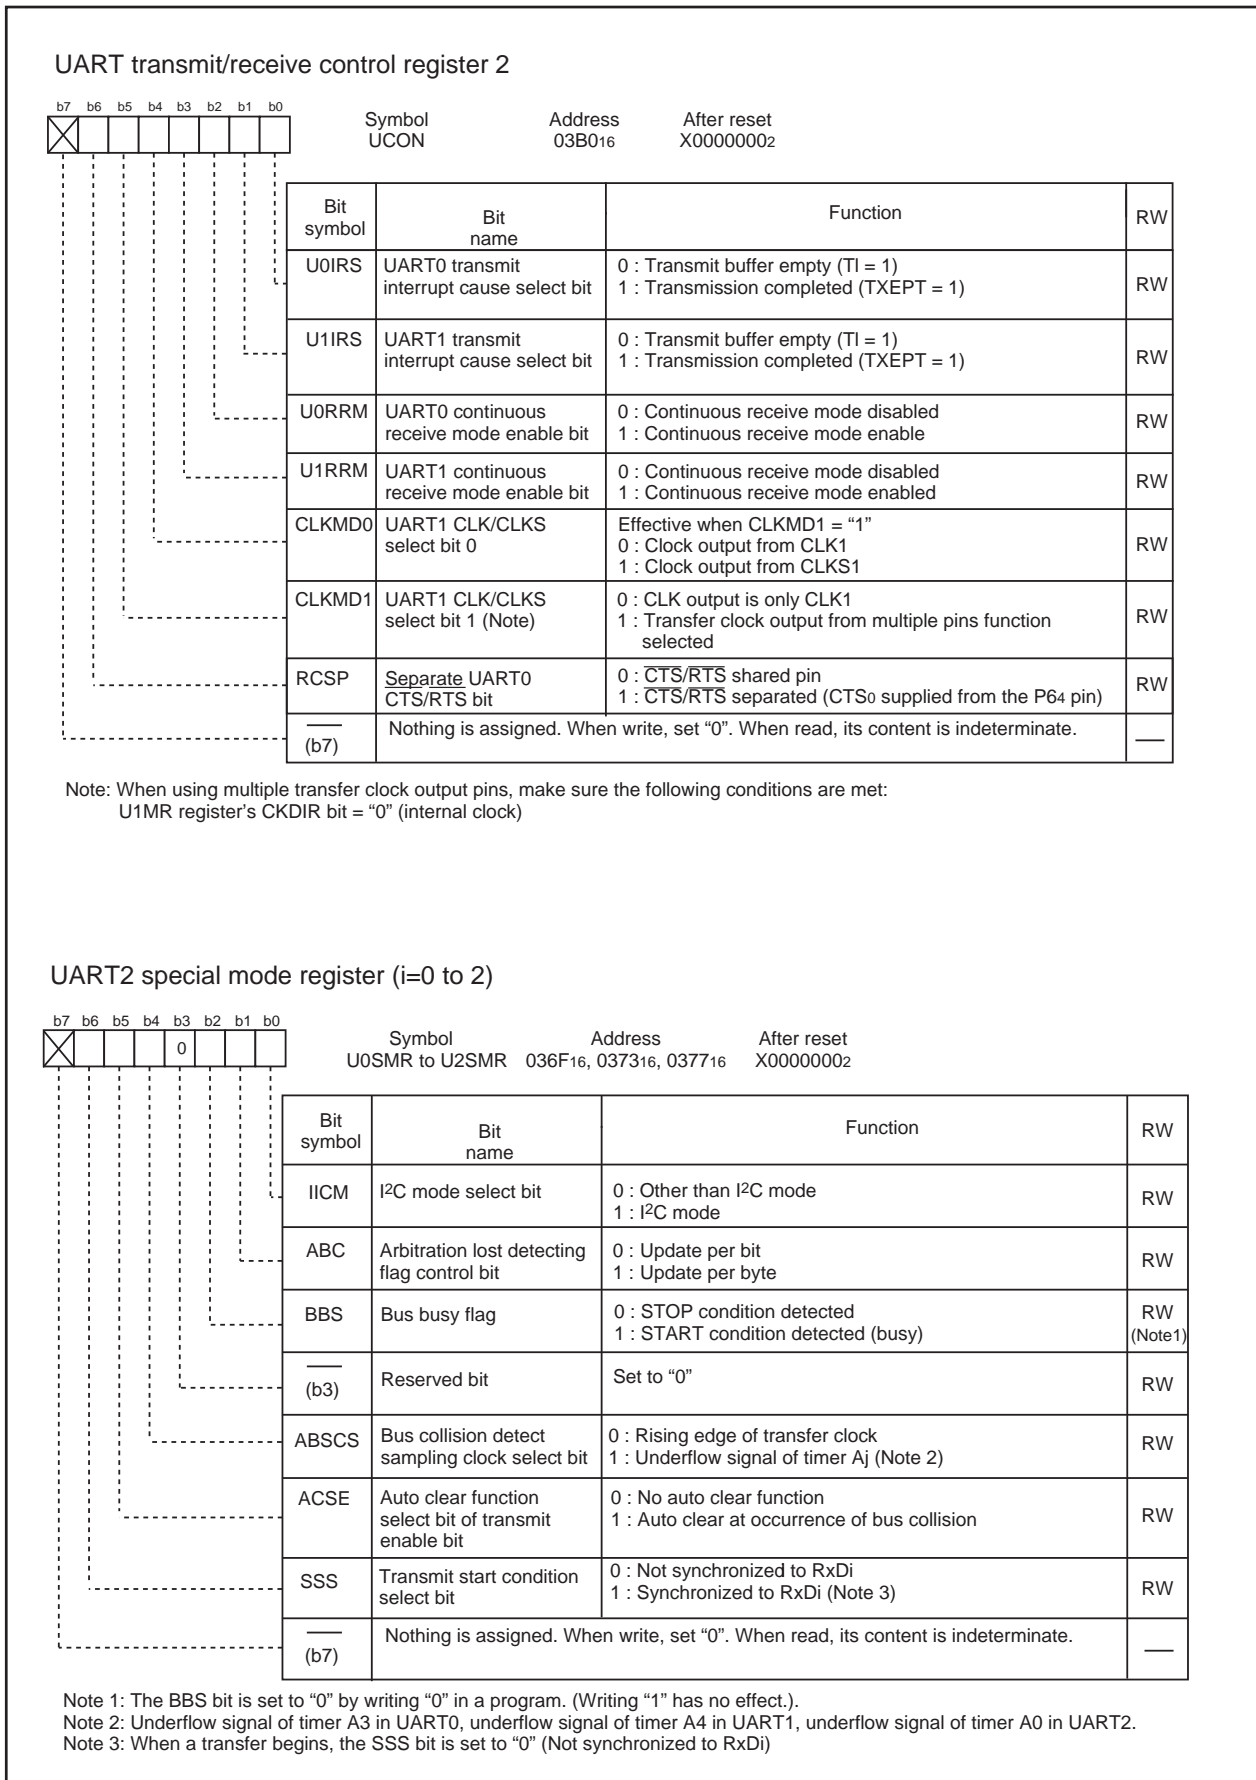 UART transmit/receive control register 2
b7 b6 b5 b4 b3 b2 b1 b0
Symbol Address After reset
UCON 03B016 X00000002
Bit symbol Bit name Function RW
U0IRS UART0 transmit interrupt cause select bit 0 : Transmit buffer empty (TI = 1) RW
1 : Transmission completed (TXEPT = 1)
U1IRS UART1 transmit interrupt cause select bit 0 : Transmit buffer empty (TI = 1) RW
1 : Transmission completed (TXEPT = 1)
U0RRM UART0 continuous receive mode enable bit 0 : Continuous receive mode disabled RW
1 : Continuous receive mode enable
U1RRM UART1 continuous receive mode enable bit 0 : Continuous receive mode disabled RW
1 : Continuous receive mode enabled
CLKMD0 UART1 CLK/CLKS select bit 0 Effective when CLKMD1 = “1” RW
0 : Clock output from CLK1
1 : Clock output from CLKS1
CLKMD1 UART1 CLK/CLKS select bit 1 (Note) 0 : CLK output is only CLK1 RW
1 : Transfer clock output from multiple pins function
selected
RCSP Separate UART0 CTS/RTS bit 0 : CTS/RTS shared pin RW
1 : CTS/RTS separated (CTS0 supplied from the P64 pin)
(b7) Nothing is assigned. When write, set “0”. When read, its content is indeterminate.
Note: When using multiple transfer clock output pins, make sure the following conditions are met:
U1MR register’s CKDIR bit = “0” (internal clock)
UART2 special mode register (i=0 to 2)
b7 b6 b5 b4 b3 b2 b1 b0
0
Symbol Address After reset
U0SMR to U2SMR 036F16, 037316, 037716 X00000002
Bit symbol Bit name Function RW
IICM I2C mode select bit 0 : Other than I2C mode RW
1 : I2C mode
ABC Arbitration lost detecting flag control bit 0 : Update per bit RW
1 : Update per byte
BBS Bus busy flag 0 : STOP condition detected RW (Note1)
1 : START condition detected (busy)
(b3) Reserved bit Set to “0” RW
ABSCS Bus collision detect sampling clock select bit 0 : Rising edge of transfer clock RW
1 : Underflow signal of timer Aj (Note 2)
ACSE Auto clear function select bit of transmit enable bit 0 : No auto clear function RW
1 : Auto clear at occurrence of bus collision
SSS Transmit start condition select bit 0 : Not synchronized to RxDi RW
1 : Synchronized to RxDi (Note 3)
(b7) Nothing is assigned. When write, set “0”. When read, its content is indeterminate.
Note 1: The BBS bit is set to “0” by writing “0” in a program. (Writing “1” has no effect.).
Note 2: Underflow signal of timer A3 in UART0, underflow signal of timer A4 in UART1, underflow signal of timer A0 in UART2.
Note 3: When a transfer begins, the SSS bit is set to “0” (Not synchronized to RxDi)